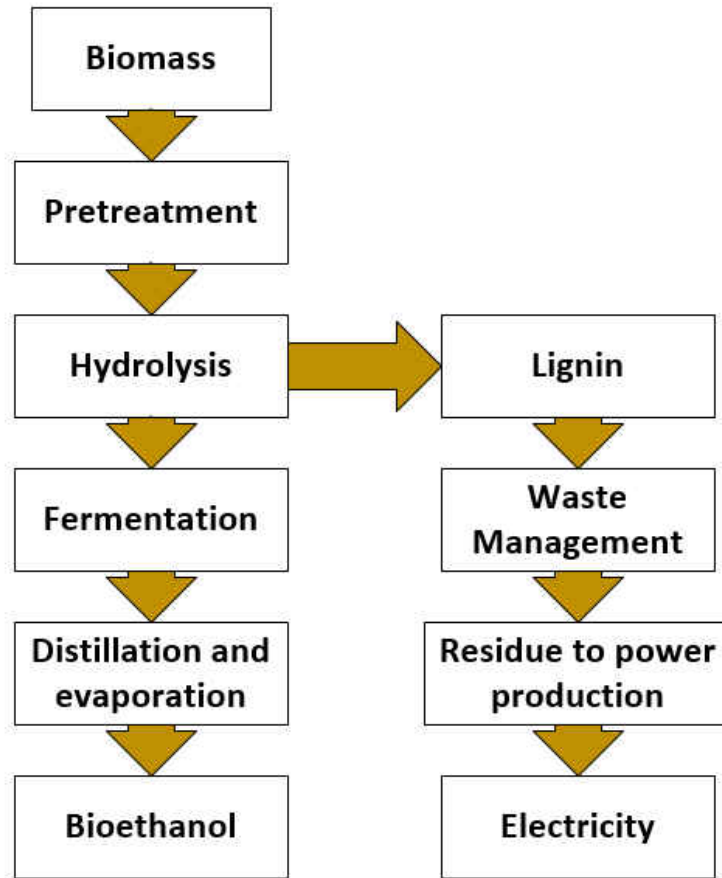 Biomass
Pretreatment
Hydrolysis
Lignin
Fermentation
Waste
Management
Distillation and
evaporation
Residue to power
production
Bioethanol
Electricity